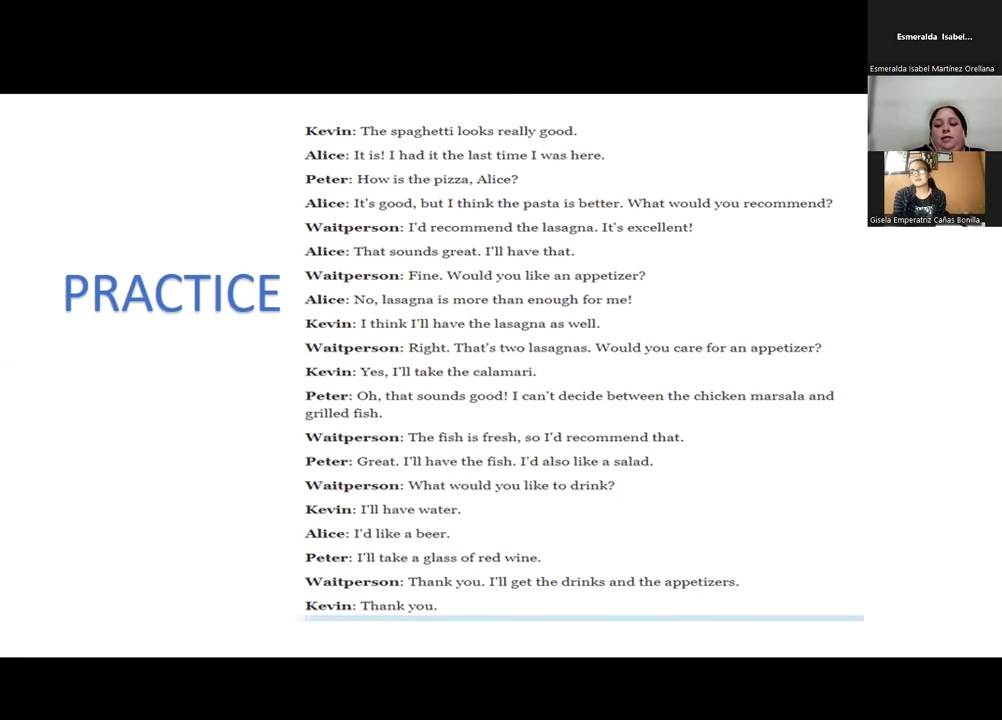 Esmeralda Isabel...
Esmeralda Isabel Martínez Orellana
Gisela Emperatriz Cañas Bonilla
PRACTICE
Kevin: The spaghetti looks really good.
Alice: It is! I had it the last time I was here.
Peter: How is the pizza, Alice?
Alice: It's good, but I think the pasta is better. What would you recommend?
Waitperson: I'd recommend the lasagna. It's excellent!
Alice: That sounds great. I'll have that.
Waitperson: Fine. Would you like an appetizer?
Alice: No, lasagna is more than enough for me!
Kevin: I think I'll have the lasagna as well.
Waitperson: Right. That's two lasagnas. Would you care for an appetizer?
Kevin: Yes, I'll take the calamari.
Peter: Oh, that sounds good! I can't decide between the chicken marsala and
grilled fish.
Waitperson: The fish is fresh, so I'd recommend that.
Peter: Great. I'll have the fish. I'd also like a salad.
Waitperson: What would you like to drink?
Kevin: I'll have water.
Alice: I'd like a beer.
Peter: I'll take a glass of red wine.
Waitperson: Thank you. I'll get the drinks and the appetizers.
Kevin: Thank you.